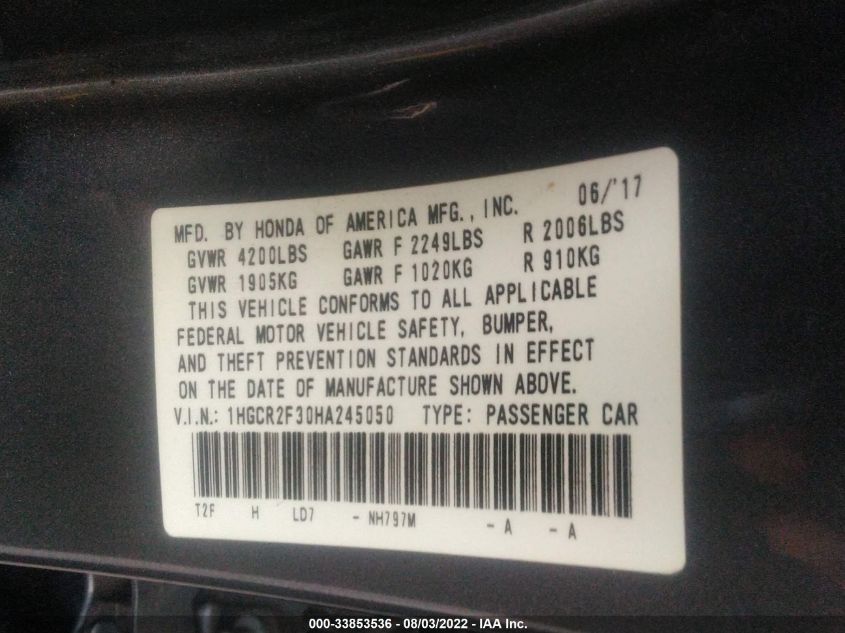 MFD. BY HONDA OF AMERICA MFG., INC. 06/'17
GVWR 4200LBS GAWR F 2249LBS R 2006LBS
GVWR 1905KG GAWR F 1020KG R 910KG
THIS VEHICLE CONFORMS TO ALL APPLICABLE
FEDERAL MOTOR VEHICLE SAFETY, BUMPER,
AND THEFT PREVENTION STANDARDS IN EFFECT
ON THE DATE OF MANUFACTURE SHOWN ABOVE.
V.I.N.: 1HGCR2F30HA245050 TYPE: PASSENGER CAR
T2F H LD7 - NH797M - A - A
000-33853536 - 08/03/2022 - IAA Inc.